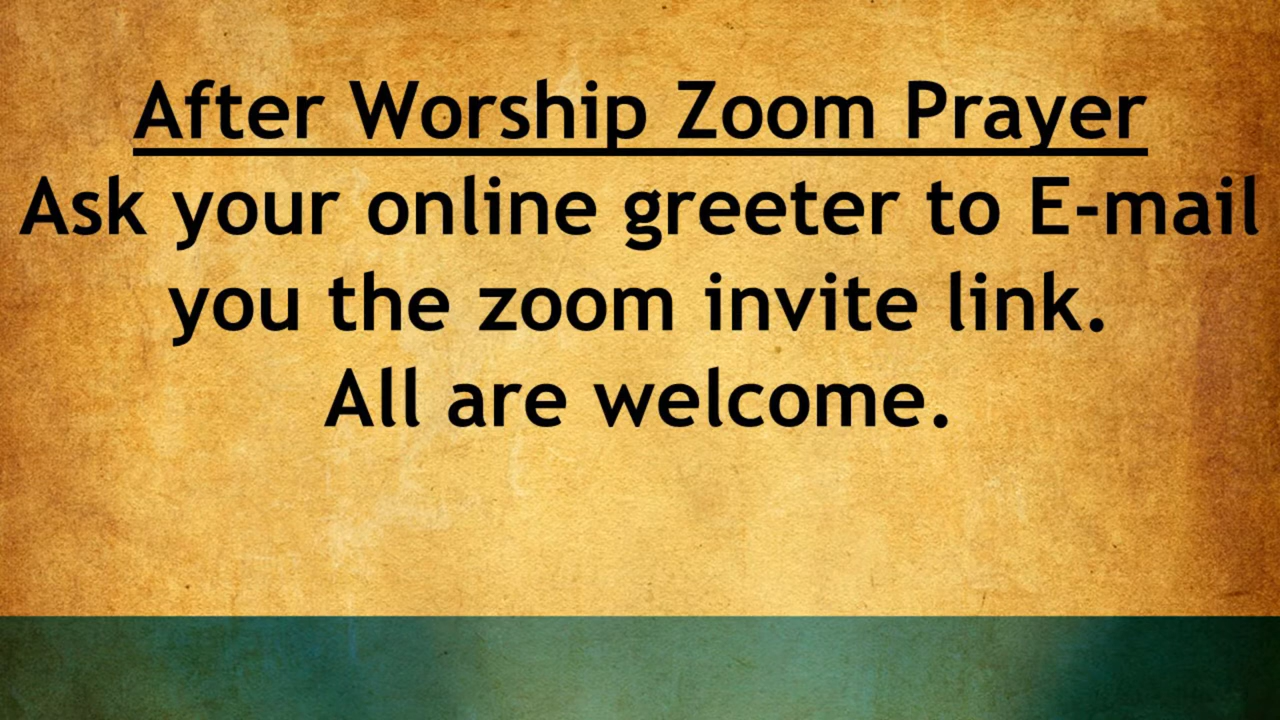 After Worship Zoom Prayer
Ask your online greeter to E-mail
you the zoom invite link.
All are welcome.